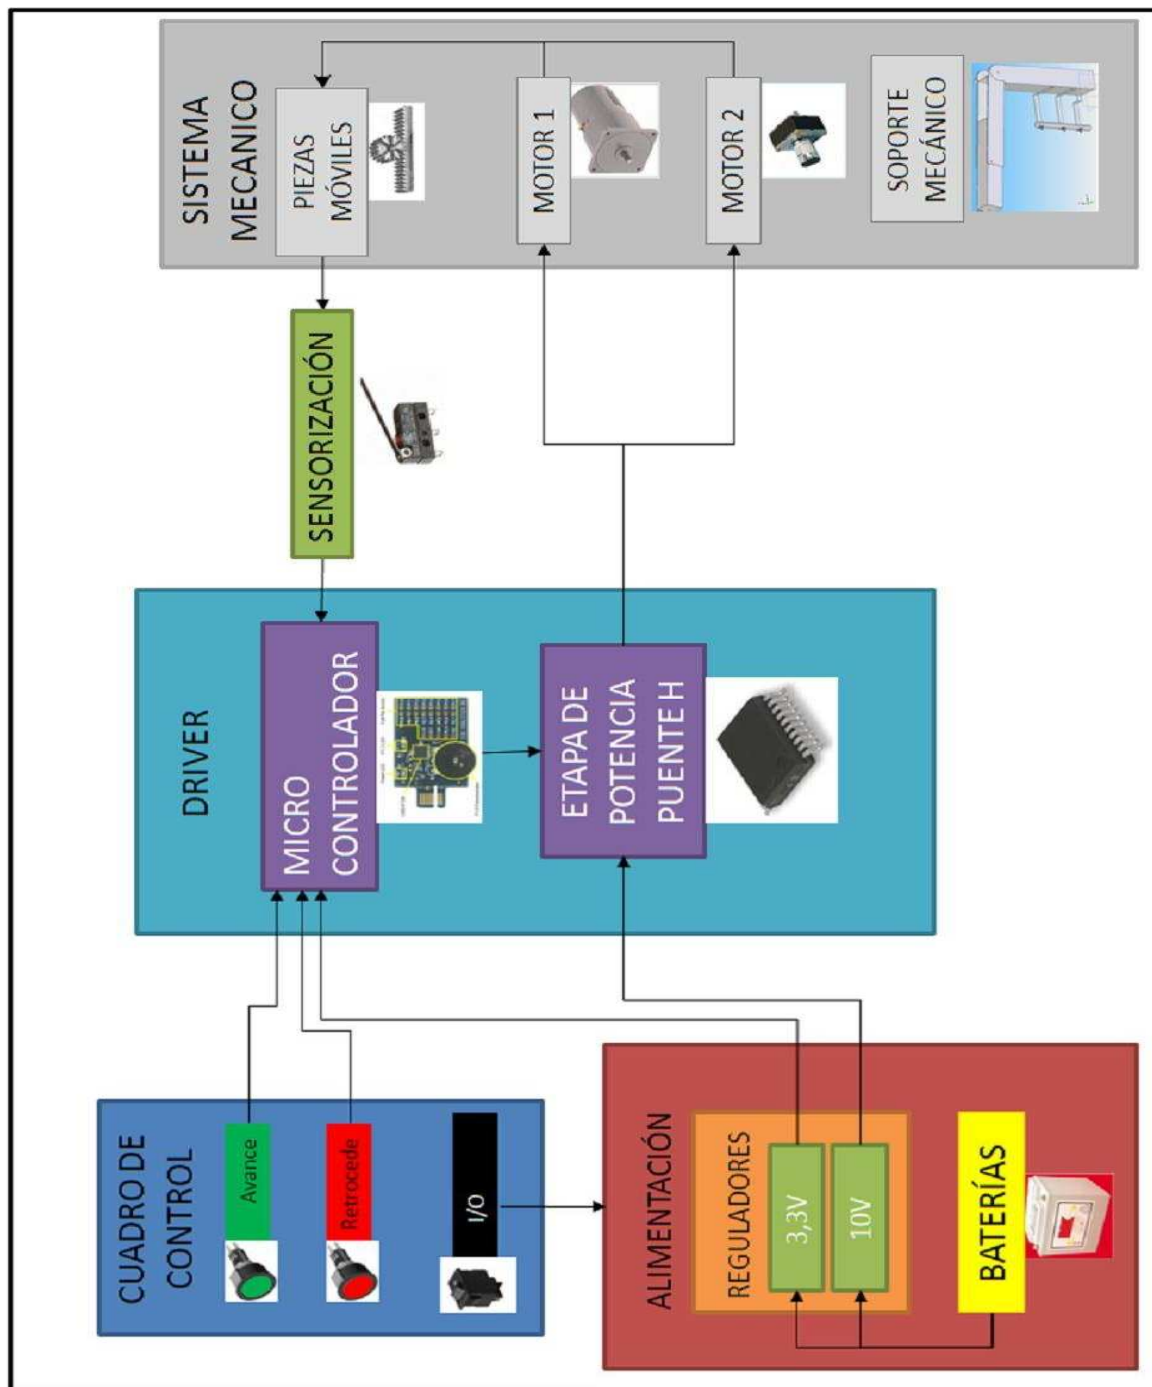 CUADRO DE
CONTROL
Avance
Retrocede
I/O
ALIMENTACIÓN
REGULADORES
3,3V
10V
BATERÍAS
DRIVER
MICRO
CONTROLADOR
ETAPA DE
POTENCIA
PUENTE H
SENSORIZACIÓN
SISTEMA
MECANICO
PIEZAS
MÓVILES
MOTOR 1
MOTOR 2
SOPORTE
MECÁNICO